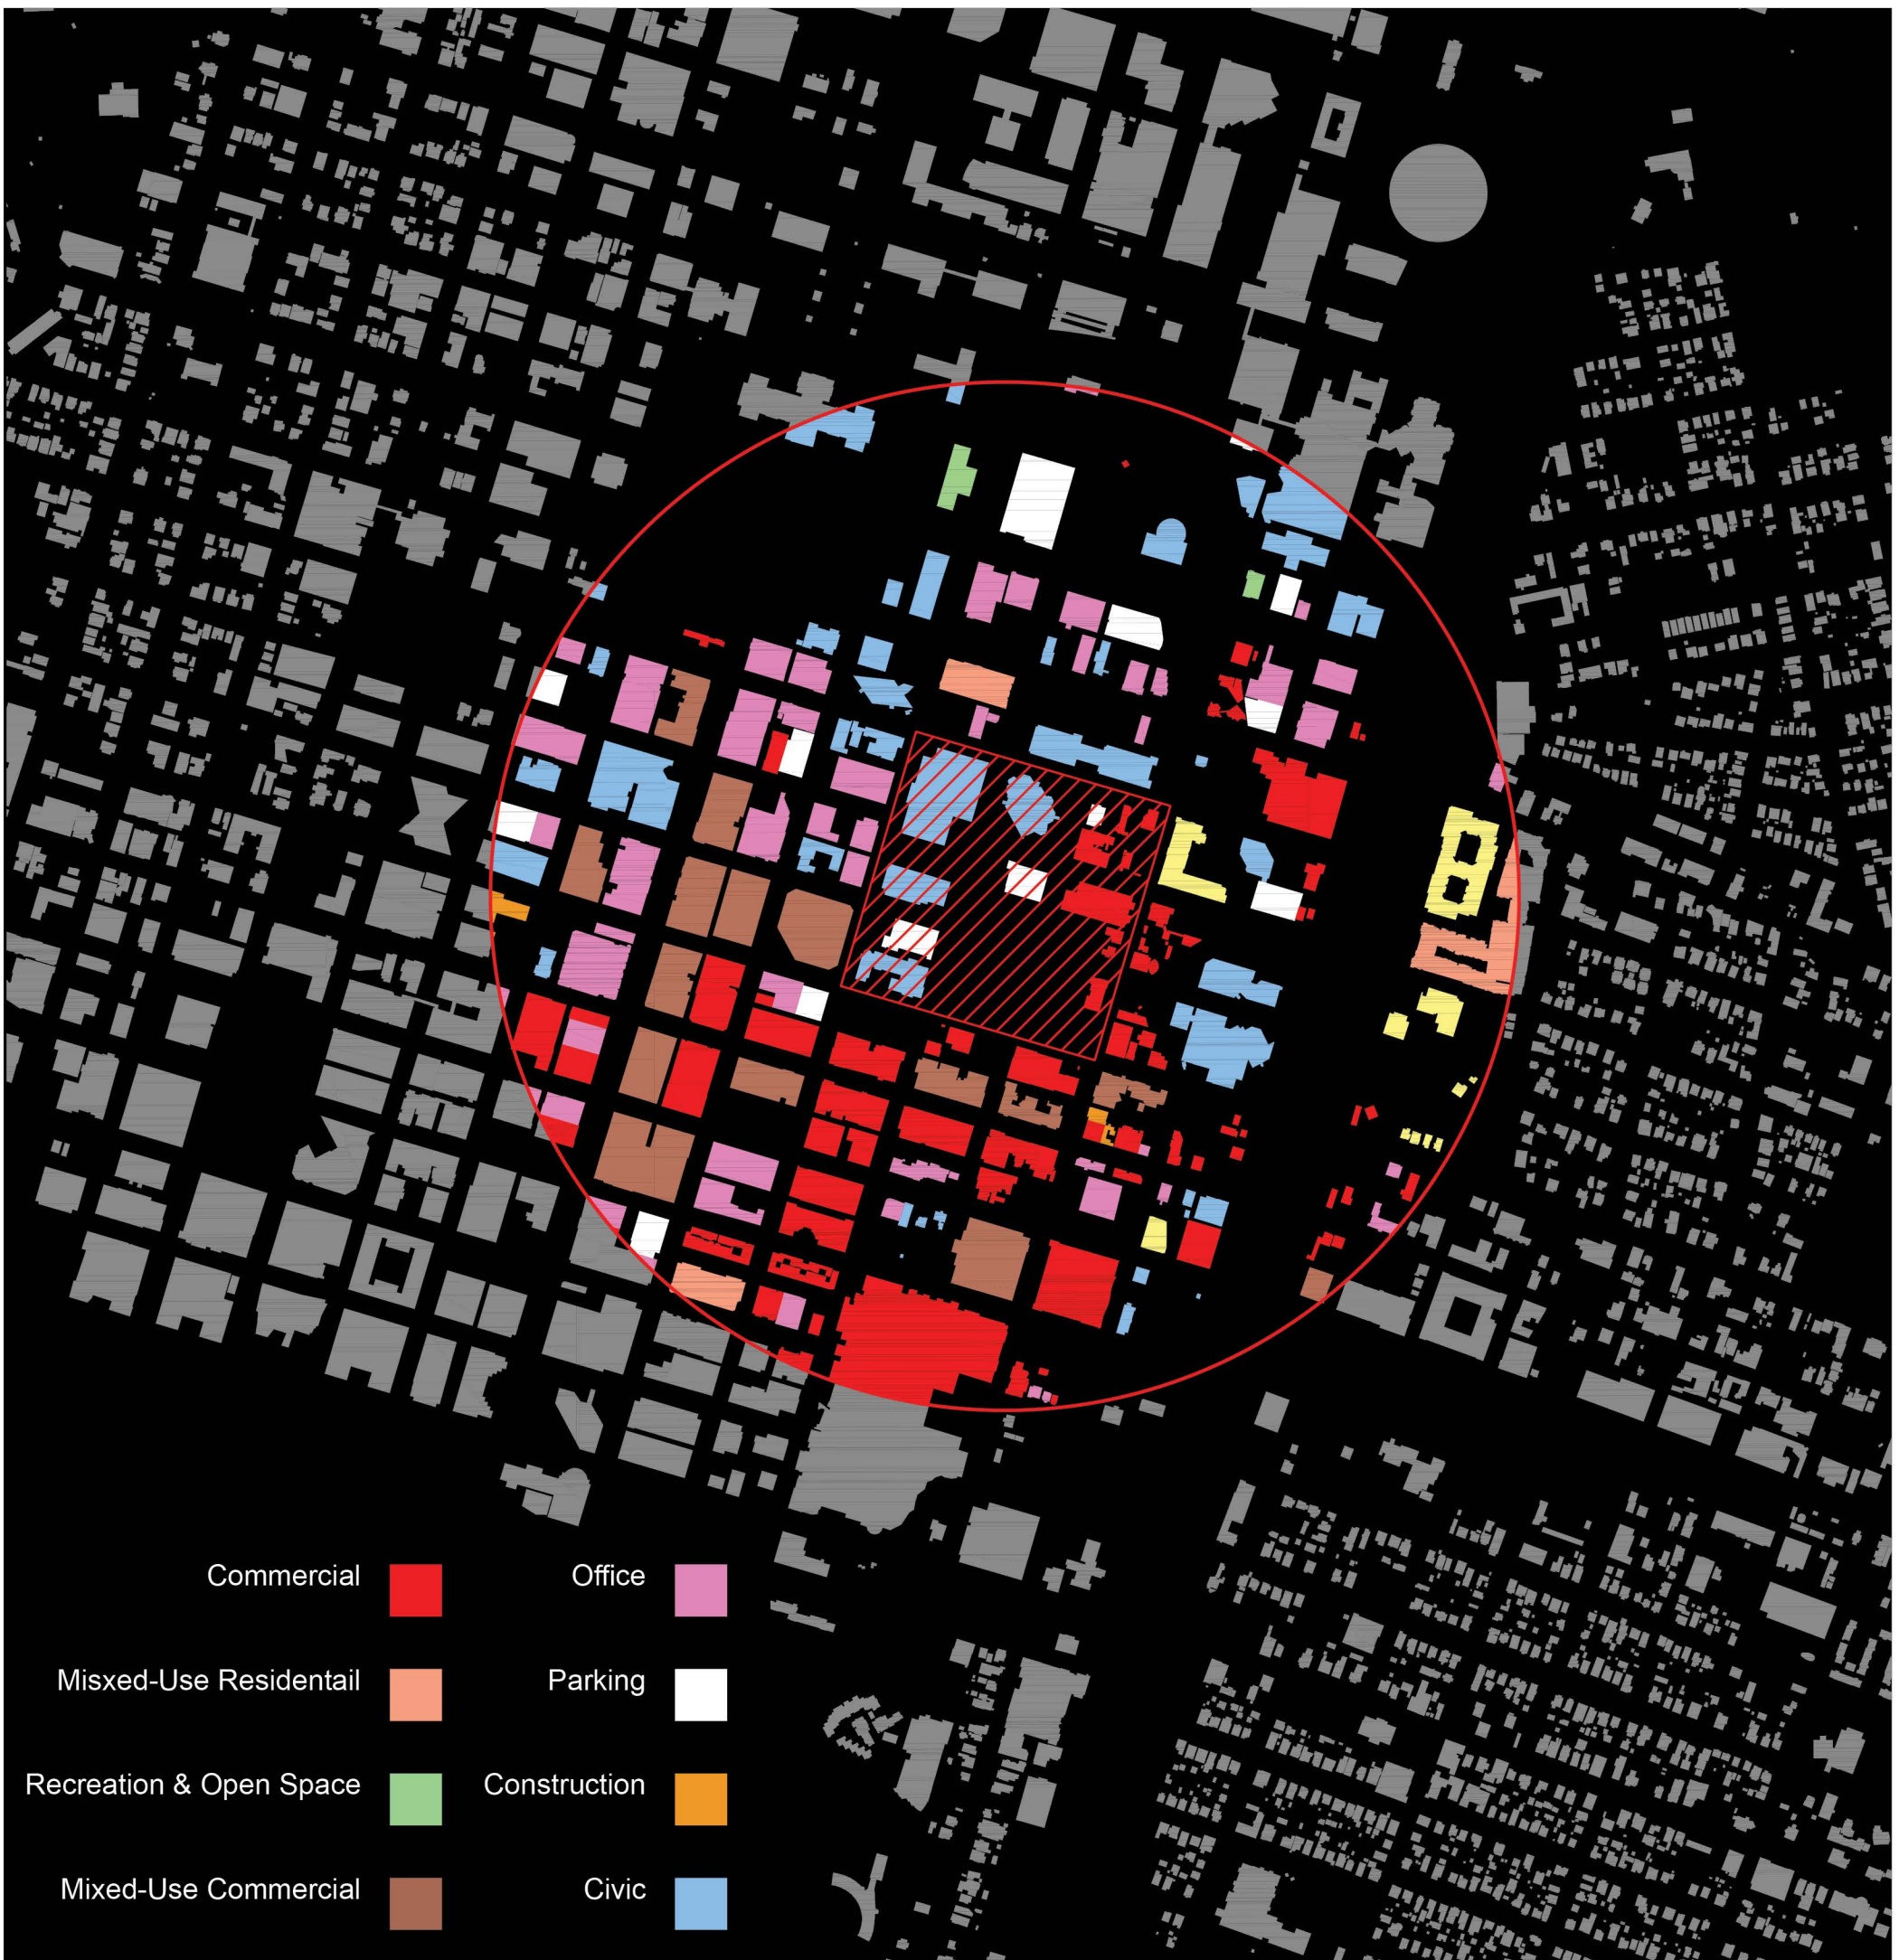 Commercial
Office
Misxed-Use Residentail
Parking
Recreation & Open Space
Construction
Mixed-Use Commercial
Civic